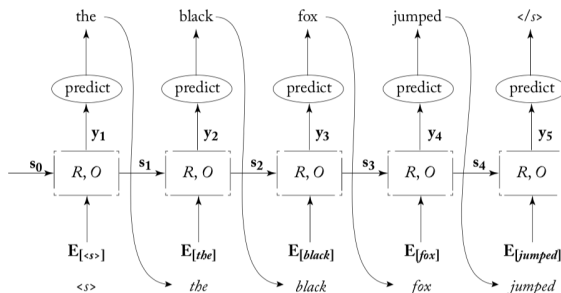 the black fox jumped </s>
predict predict predict predict predict
y1 y2 y3 y4 y5
s0 R, O s1 R, O s2 R, O s3 R, O s4 R, O
E[<s>] E[the] E[black] E[fox] E[jumped]
<s> the black fox jumped